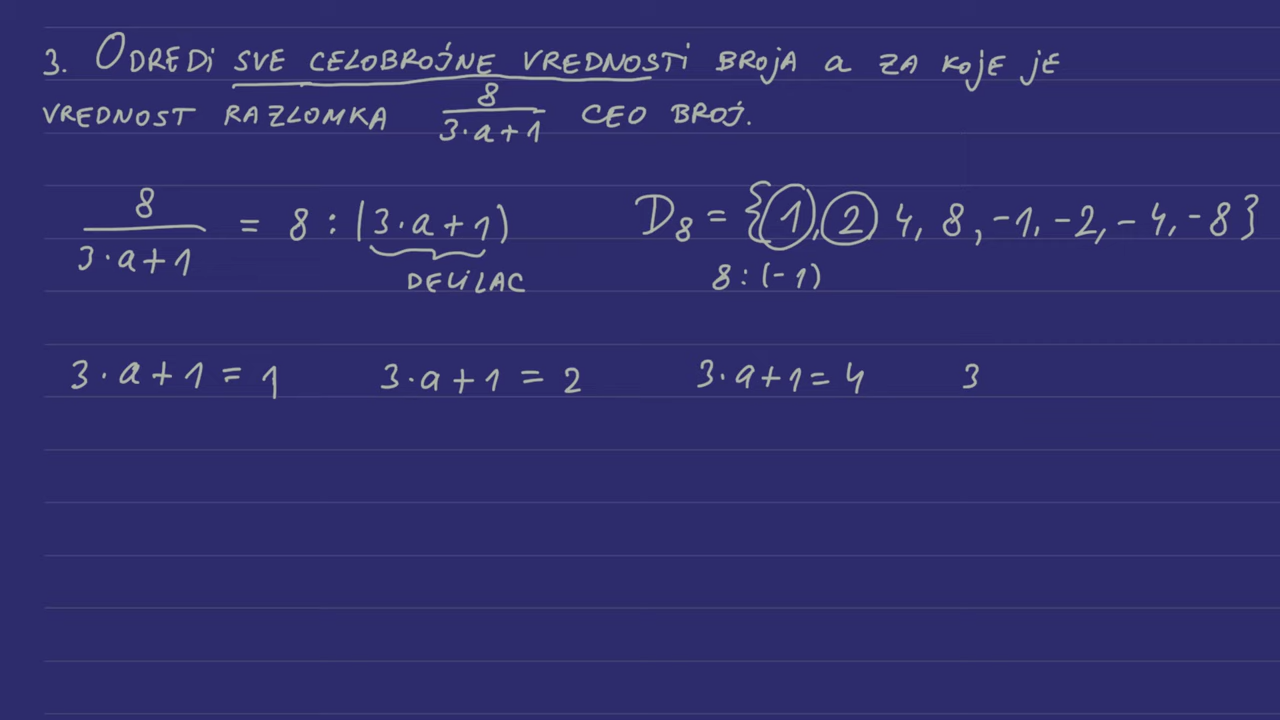 3. ODREDI SVE CELOBROJNE VREDNOSTI BROJA a ZA KOJE JE
VREDNOST RAZLOMKA 8/(3·a+1) CEO BROJ.
8/(3·a+1) = 8 : (3·a+1) D₈ = {1, 2, 4, 8, -1, -2, -4, -8}
DELILAC 8 : (-1)
3·a+1 = 1 3·a+1 = 2 3·a+1 = 4 3